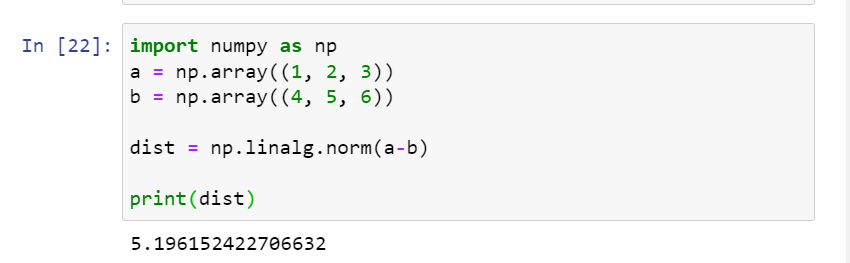 In [22]: import numpy as np
a = np.array((1, 2, 3))
b = np.array((4, 5, 6))
dist = np.linalg.norm(a-b)
print(dist)
5.196152422706632